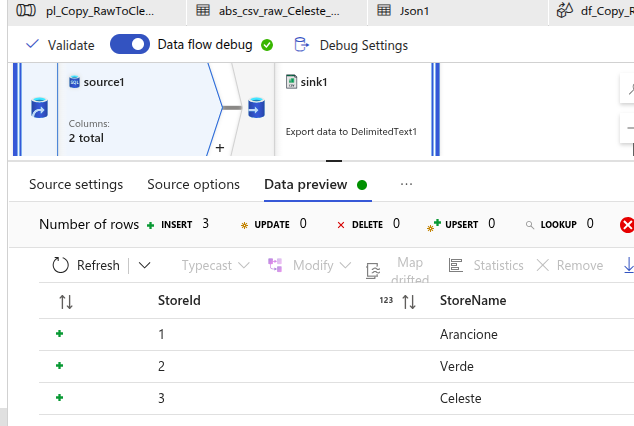 pl_Copy_RawToCle...
abs_csv_raw_Celeste_...
Json1
df_Copy_R
Validate
Data flow debug
Debug Settings
source1
Columns:
2 total
+
sink1
Export data to DelimitedText1
Source settings
Source options
Data preview
...
Number of rows + INSERT 3 UPDATE 0 DELETE 0 UPSERT 0 LOOKUP 0
Refresh
Typecast
Modify
Map
drifted
Statistics
Remove
StoreId 123 StoreName
1 Arancione
2 Verde
3 Celeste